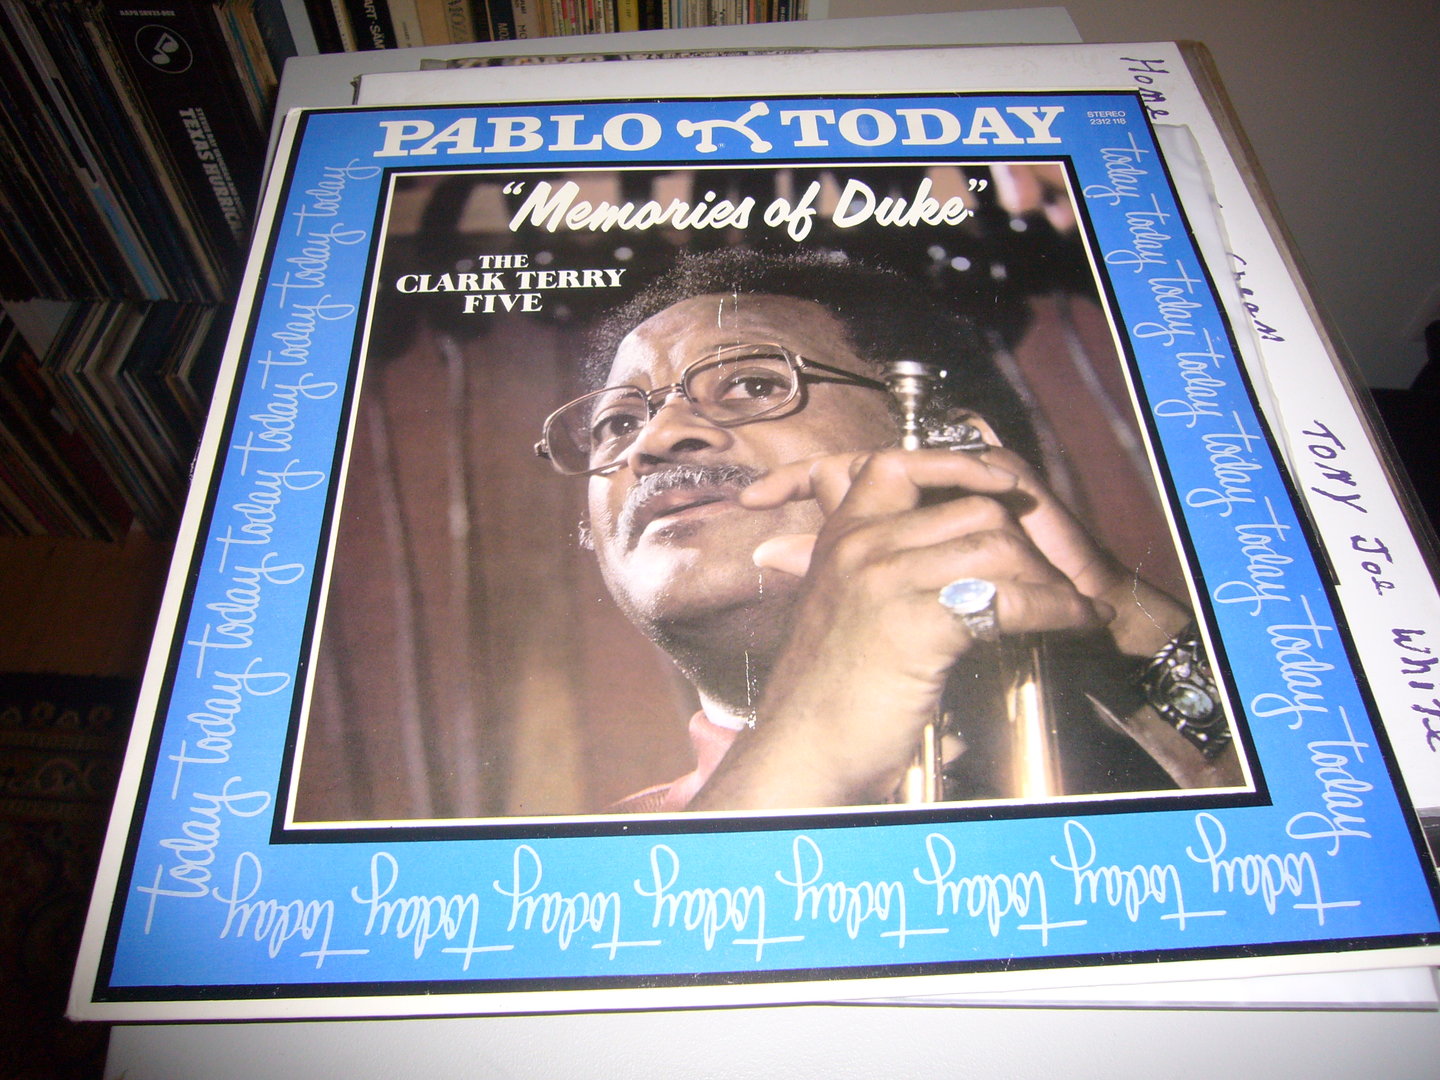 PABLO TODAY
STEREO
2312 118
"Memories of Duke"
THE
CLARK TERRY
FIVE
today today today today today today today today
today today today today today today today today
today today today today today today today today
HOME
Cream
TONY JOE WHITE
TEXAS